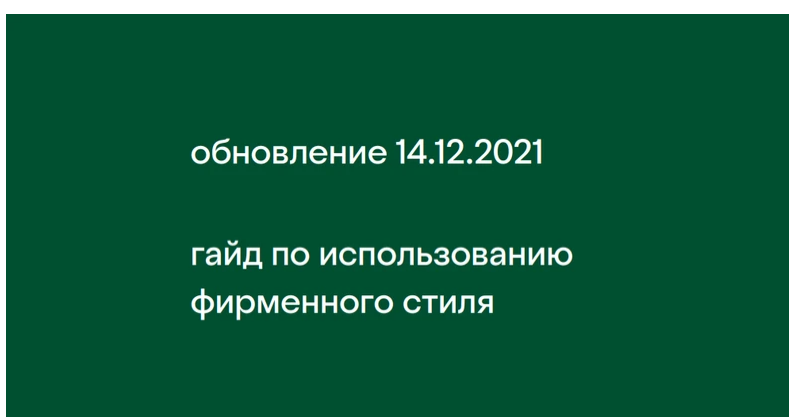 обновление 14.12.2021
гайд по использованию
фирменного стиля